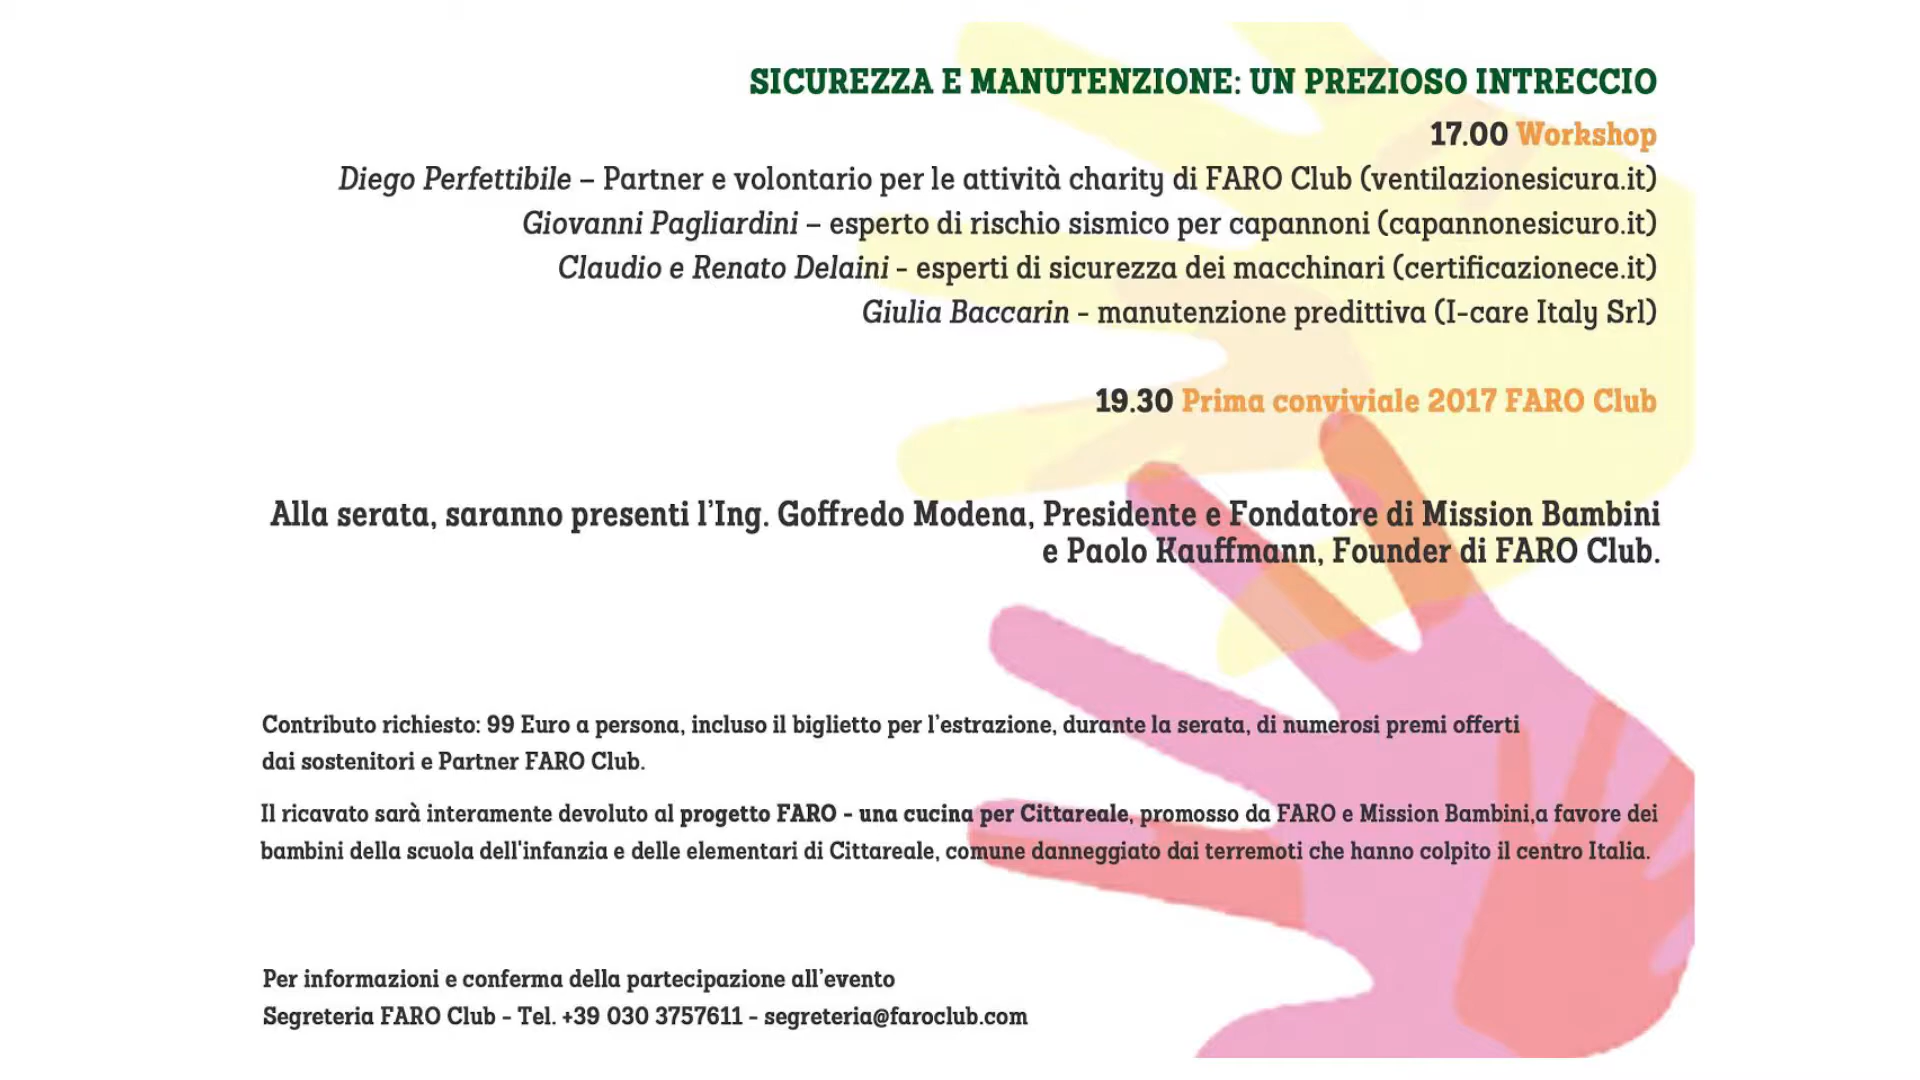 SICUREZZA E MANUTENZIONE: UN PREZIOSO INTRECCIO
17.00 Workshop
Diego Perfettibile – Partner e volontario per le attività charity di FARO Club (ventilazionesicura.it)
Giovanni Pagliardini – esperto di rischio sismico per capannoni (capannonesicuro.it)
Claudio e Renato Delaini - esperti di sicurezza dei macchinari (certificazionece.it)
Giulia Baccarin - manutenzione predittiva (I-care Italy Srl)
19.30 Prima conviviale 2017 FARO Club
Alla serata, saranno presenti l'Ing. Goffredo Modena, Presidente e Fondatore di Mission Bambini
e Paolo Kauffmann, Founder di FARO Club.
Contributo richiesto: 99 Euro a persona, incluso il biglietto per l'estrazione, durante la serata, di numerosi premi offerti
dai sostenitori e Partner FARO Club.
Il ricavato sarà interamente devoluto al progetto FARO - una cucina per Cittareale, promosso da FARO e Mission Bambini,a favore dei
bambini della scuola dell'infanzia e delle elementari di Cittareale, comune danneggiato dai terremoti che hanno colpito il centro Italia.
Per informazioni e conferma della partecipazione all'evento
Segreteria FARO Club - Tel. +39 030 3757611 - segreteria@faroclub.com